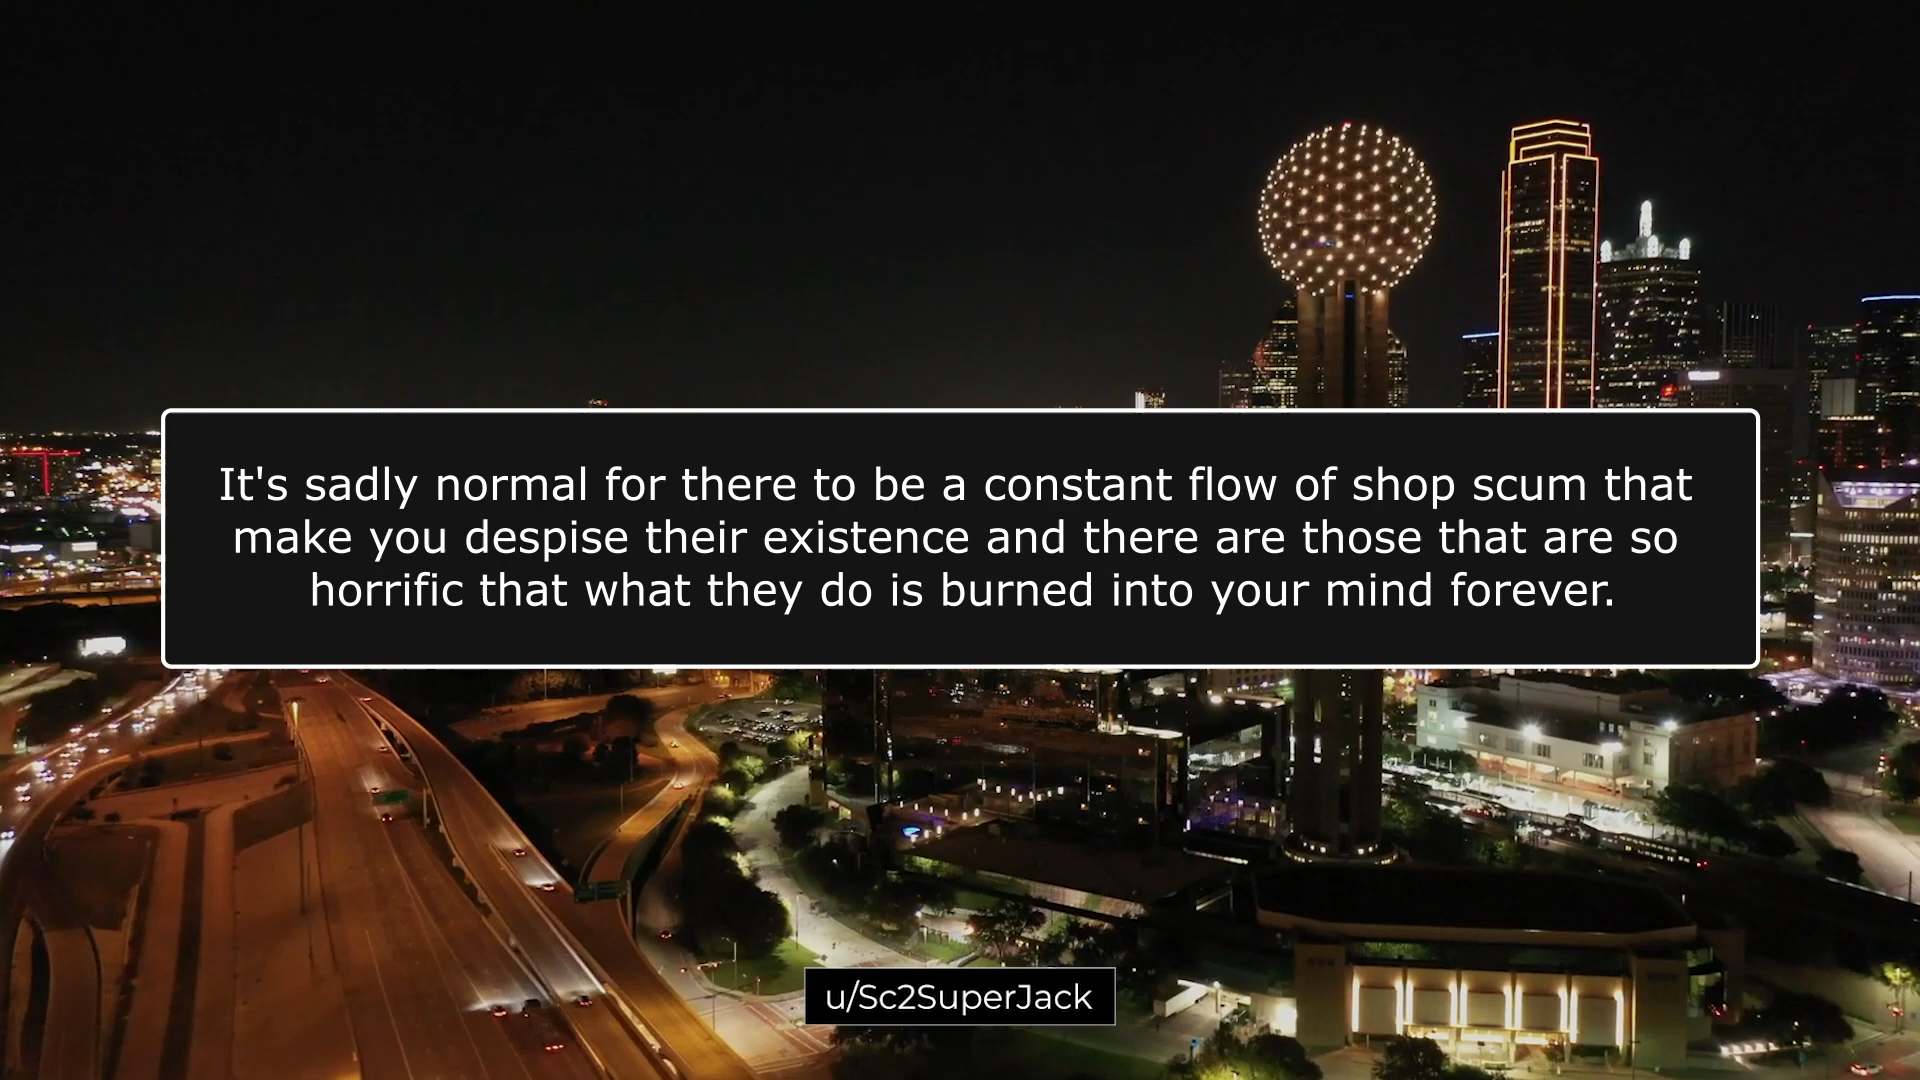 It's sadly normal for there to be a constant flow of shop scum that
make you despise their existence and there are those that are so
horrific that what they do is burned into your mind forever.
u/Sc2SuperJack